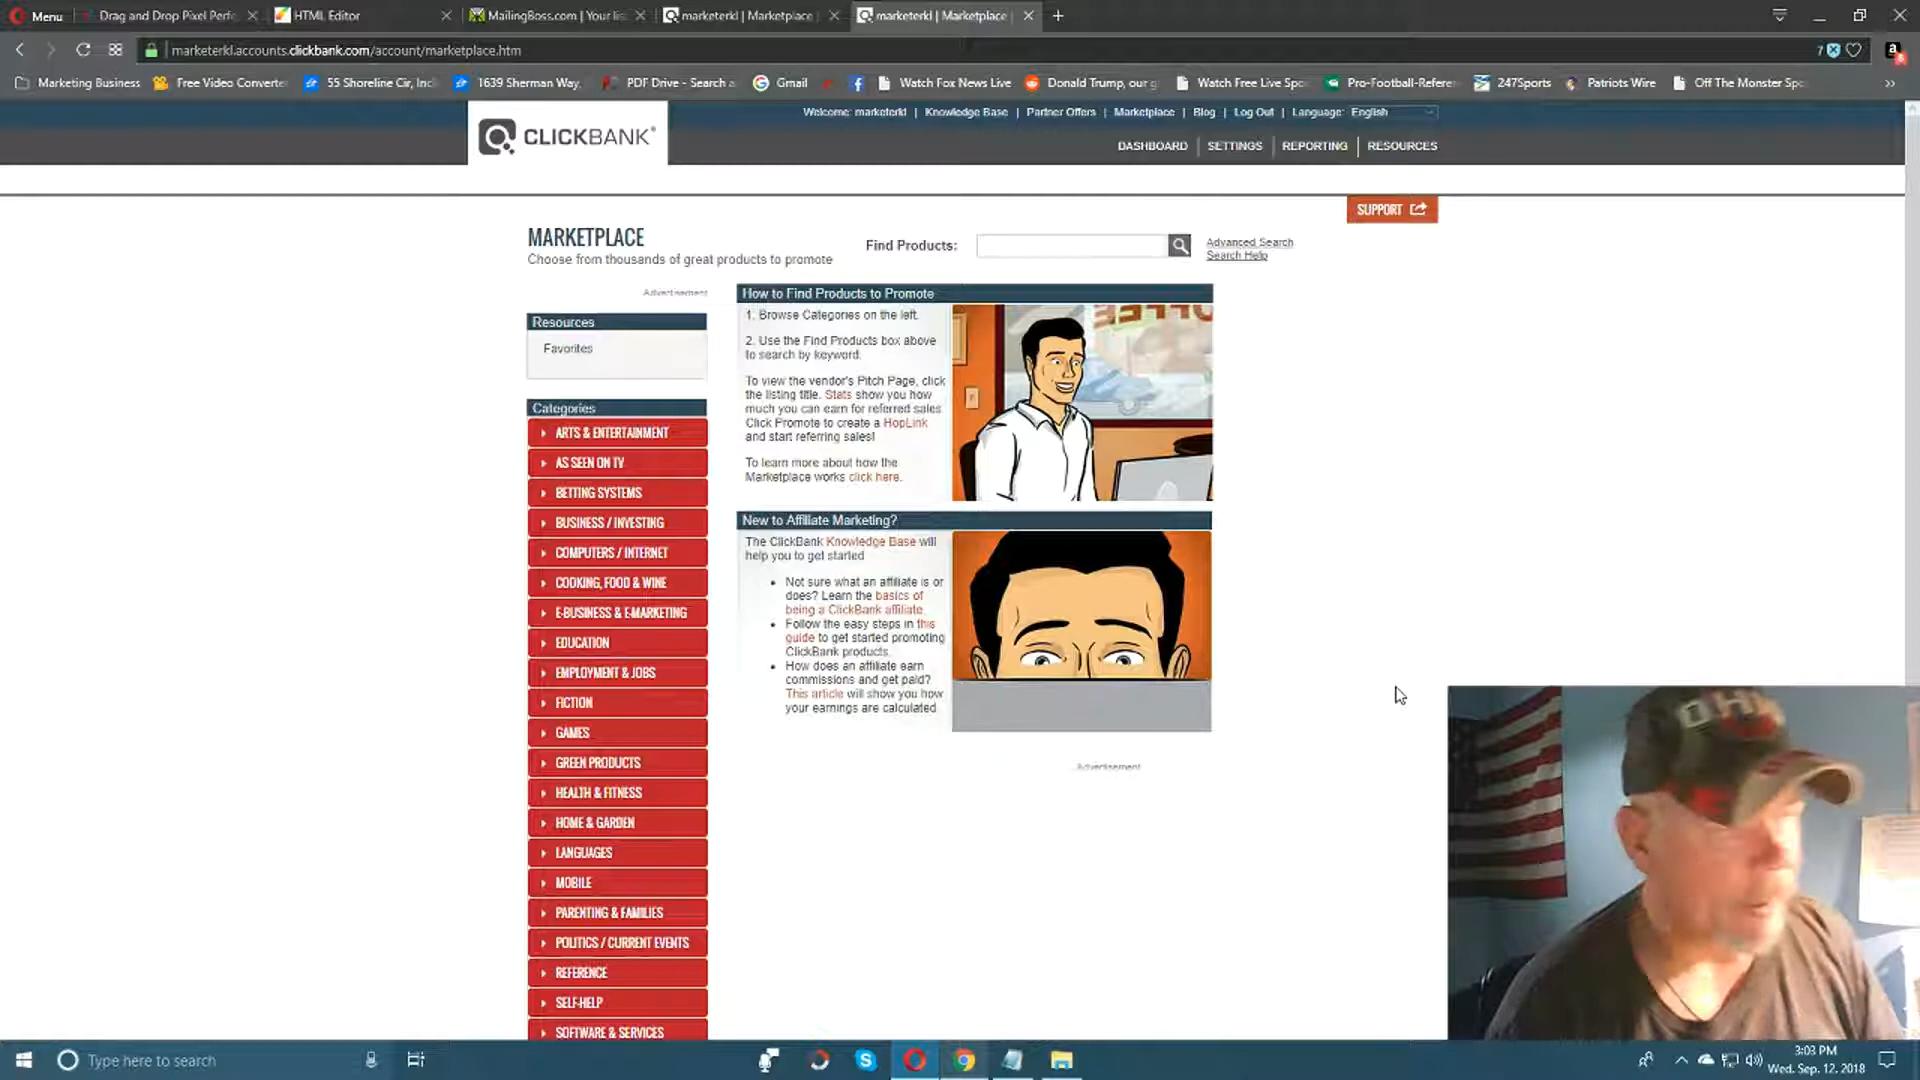 Menu
Drag and Drop Pixel Perfe
HTML Editor
MailingBoss.com | Your lis
marketerkl | Marketplace
marketerkl | Marketplace
marketerkl.accounts.clickbank.com/account/marketplace.htm
7
Marketing Business
Free Video Converte
55 Shoreline Cir, Incl
1639 Sherman Way,
PDF Drive - Search a
Gmail
Watch Fox News Live
Donald Trump, our g
Watch Free Live Spo
Pro-Football-Refere
247Sports
Patriots Wire
Off The Monster Spo
Welcome: marketerkl | Knowledge Base | Partner Offers | Marketplace | Blog | Log Out | Language: English
CLICKBANK
DASHBOARD | SETTINGS | REPORTING | RESOURCES
SUPPORT
MARKETPLACE
Choose from thousands of great products to promote
Find Products:
Advanced Search
Search Help
Advertisement
Resources
Favorites
Categories
ARTS & ENTERTAINMENT
AS SEEN ON TV
BETTING SYSTEMS
BUSINESS / INVESTING
COMPUTERS / INTERNET
COOKING, FOOD & WINE
E-BUSINESS & E-MARKETING
EDUCATION
EMPLOYMENT & JOBS
FICTION
GAMES
GREEN PRODUCTS
HEALTH & FITNESS
HOME & GARDEN
LANGUAGES
MOBILE
PARENTING & FAMILIES
POLITICS / CURRENT EVENTS
REFERENCE
SELF-HELP
SOFTWARE & SERVICES
How to Find Products to Promote
1. Browse Categories on the left.
2. Use the Find Products box above
to search by keyword.
To view the vendor's Pitch Page, click
the listing title. Stats show you how
much you can earn for referred sales
Click Promote to create a HopLink
and start referring sales!
To learn more about how the
Marketplace works click here.
New to Affiliate Marketing?
The ClickBank Knowledge Base will
help you to get started
• Not sure what an affiliate is or
does? Learn the basics of
being a ClickBank affiliate.
• Follow the easy steps in this
guide to get started promoting
ClickBank products.
• How does an affiliate earn
commissions and get paid?
This article will show you how
your earnings are calculated
Advertisement
Type here to search
3:03 PM
Wed. Sep. 12, 2018